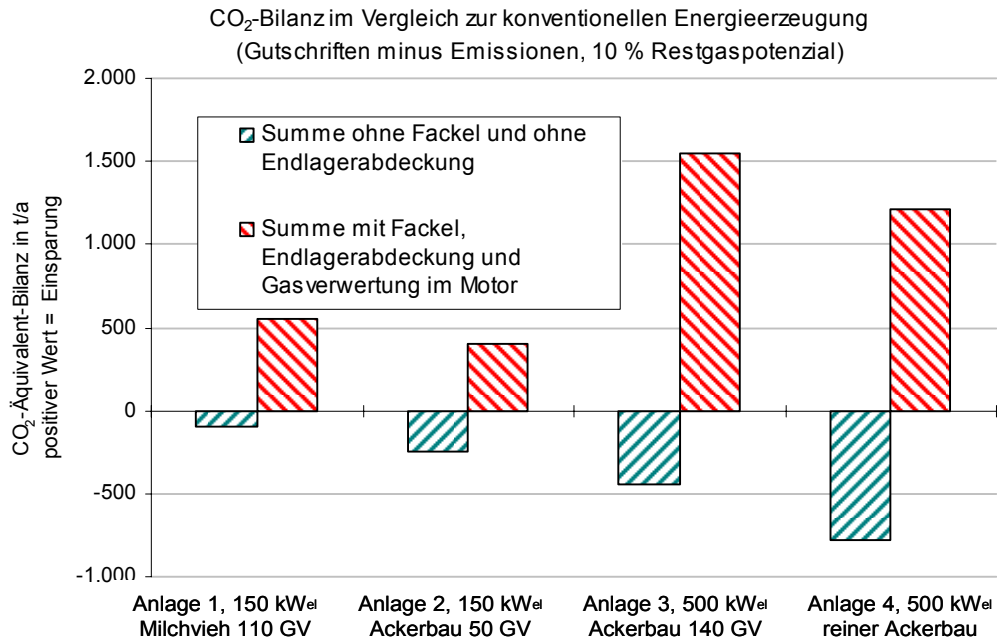 CO₂-Bilanz im Vergleich zur konventionellen Energieerzeugung
(Gutschriften minus Emissionen, 10 % Restgaspotenzial)
CO₂-Äquivalent-Bilanz in t/a
positiver Wert = Einsparung
2.000
1.500
1.000
500
0
-500
-1.000
Summe ohne Fackel und ohne
Endlagerabdeckung
Summe mit Fackel,
Endlagerabdeckung und
Gasverwertung im Motor
Anlage 1, 150 kWel
Milchvieh 110 GV
Anlage 2, 150 kWel
Ackerbau 50 GV
Anlage 3, 500 kWel
Ackerbau 140 GV
Anlage 4, 500 kWel
reiner Ackerbau